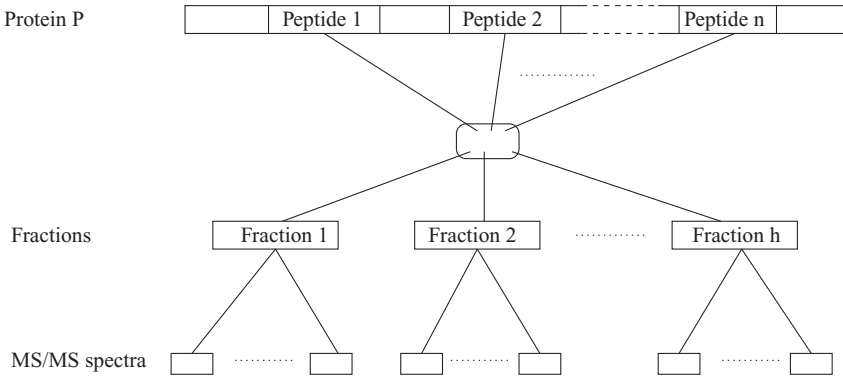 Protein P
Peptide 1
Peptide 2
Peptide n
Fractions
Fraction 1
Fraction 2
Fraction h
MS/MS spectra